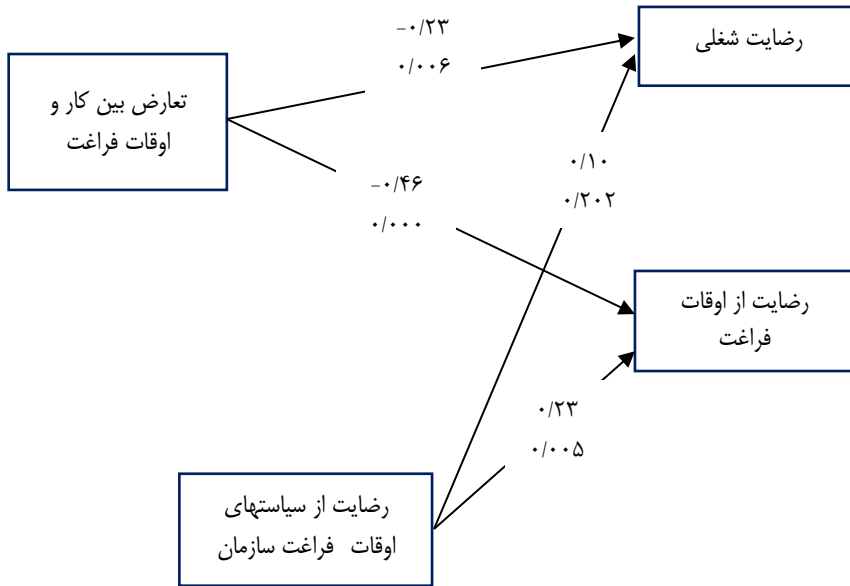 رضایت شغلی
-۰/۲۳
۰/۰۰۶
تعارض بین کار و
اوقات فراغت
۰/۱۰
۰/۲۰۲
-۰/۴۶
۰/۰۰۰
رضایت از اوقات
فراغت
۰/۲۳
۰/۰۰۵
رضایت از سیاستهای
اوقات فراغت سازمان